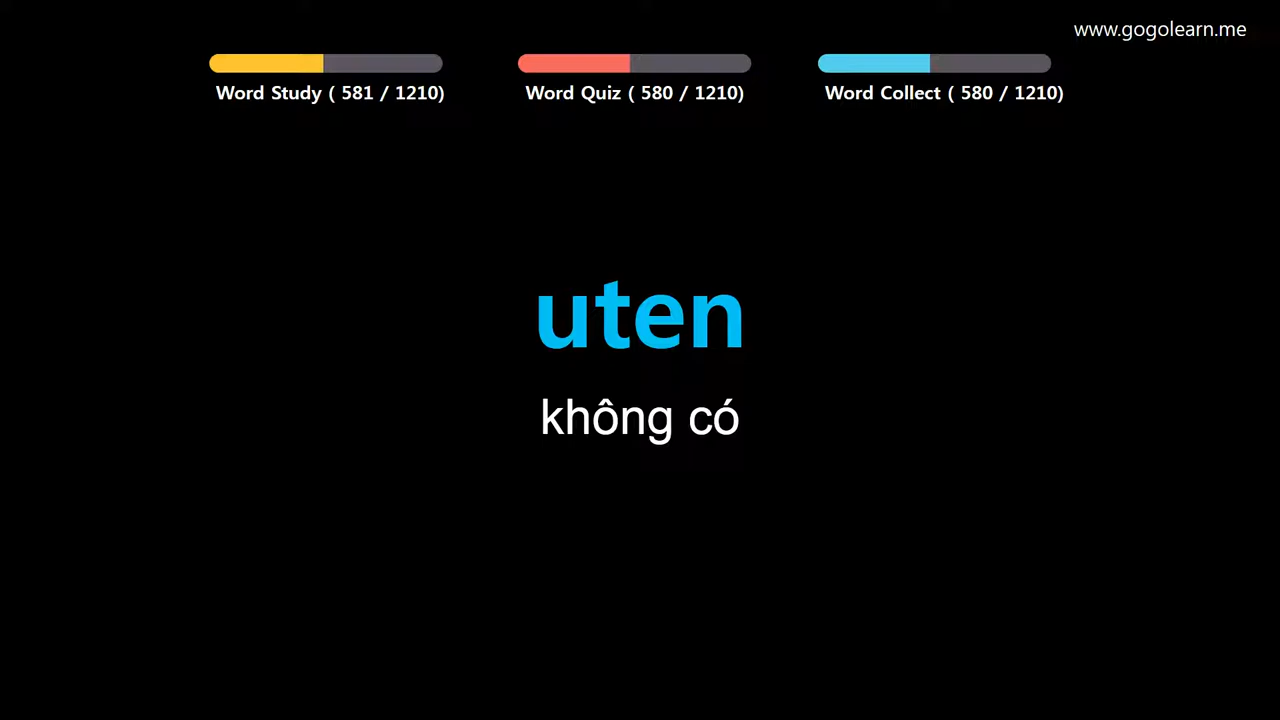 www.gogolearn.me
Word Study ( 581 / 1210)
Word Quiz ( 580 / 1210)
Word Collect ( 580 / 1210)
uten
không có